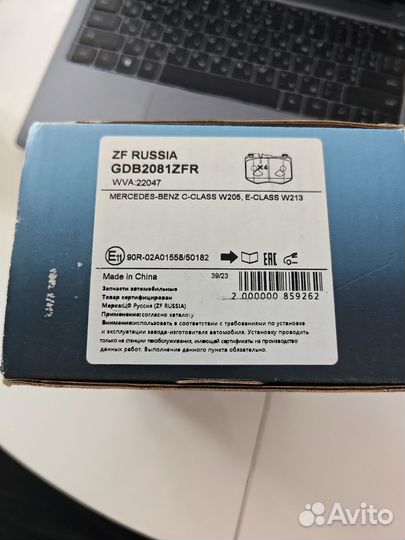 ZF RUSSIA
GDB2081ZFR
WVA:22047
X4
MERCEDES-BENZ C-CLASS W205, E-CLASS W213
E11 90R-02A01558/50182
EAC
Made in China
39/23
Запчасти автомобильные
Товар сертифицирован
Марка:ЦФ Руссия (ZF RUSSIA)
2 000000 859262
Применение:согласно каталогу
Внимание:использовать в соответствии с требованиями по установке
и эксплуатации завода-изготовителя автомобиля. Установку проводить
только на станции техобслуживания, имеющей сертификаты на производство
данных работ. Выполнение данного пункта обязательно.
Avito